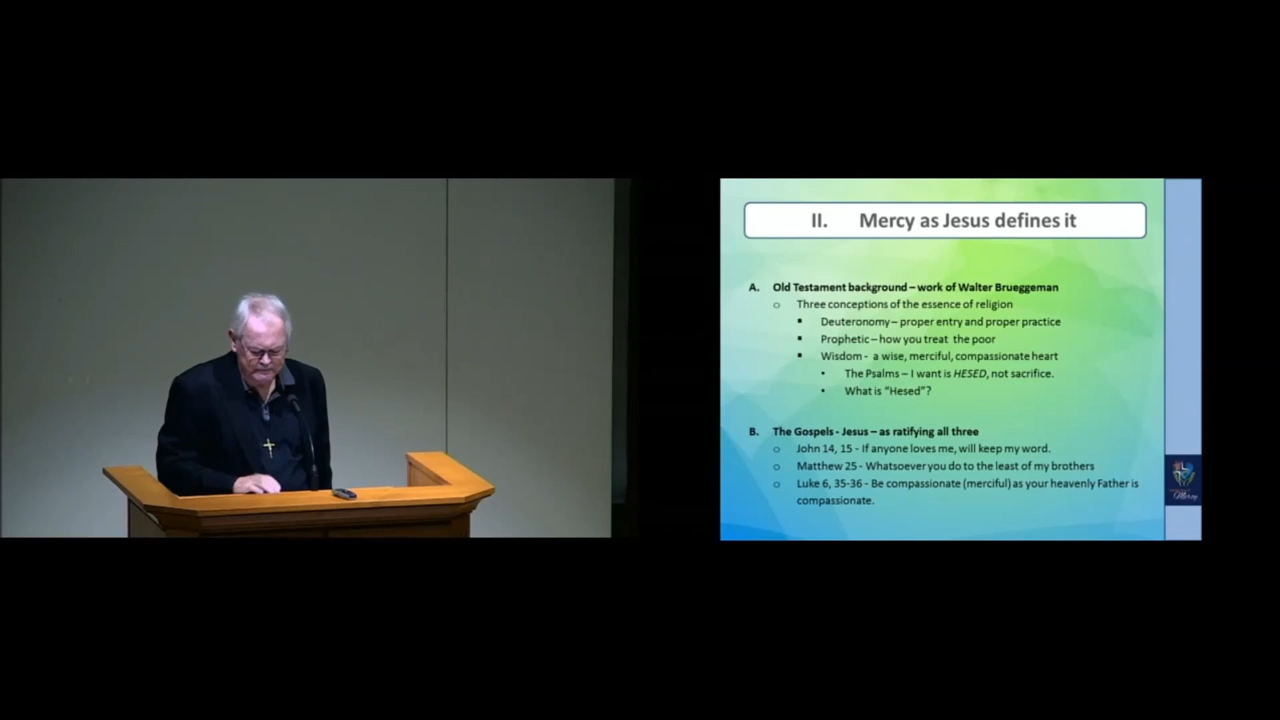 II. Mercy as Jesus defines it
A. Old Testament background – work of Walter Brueggeman
o Three conceptions of the essence of religion
▪ Deuteronomy – proper entry and proper practice
▪ Prophetic – how you treat the poor
▪ Wisdom - a wise, merciful, compassionate heart
• The Psalms – I want is HESED, not sacrifice.
• What is “Hesed”?
B. The Gospels - Jesus – as ratifying all three
o John 14, 15 - If anyone loves me, will keep my word.
o Matthew 25 - Whatsoever you do to the least of my brothers
o Luke 6, 35-36 - Be compassionate (merciful) as your heavenly Father is
compassionate.
Mercy